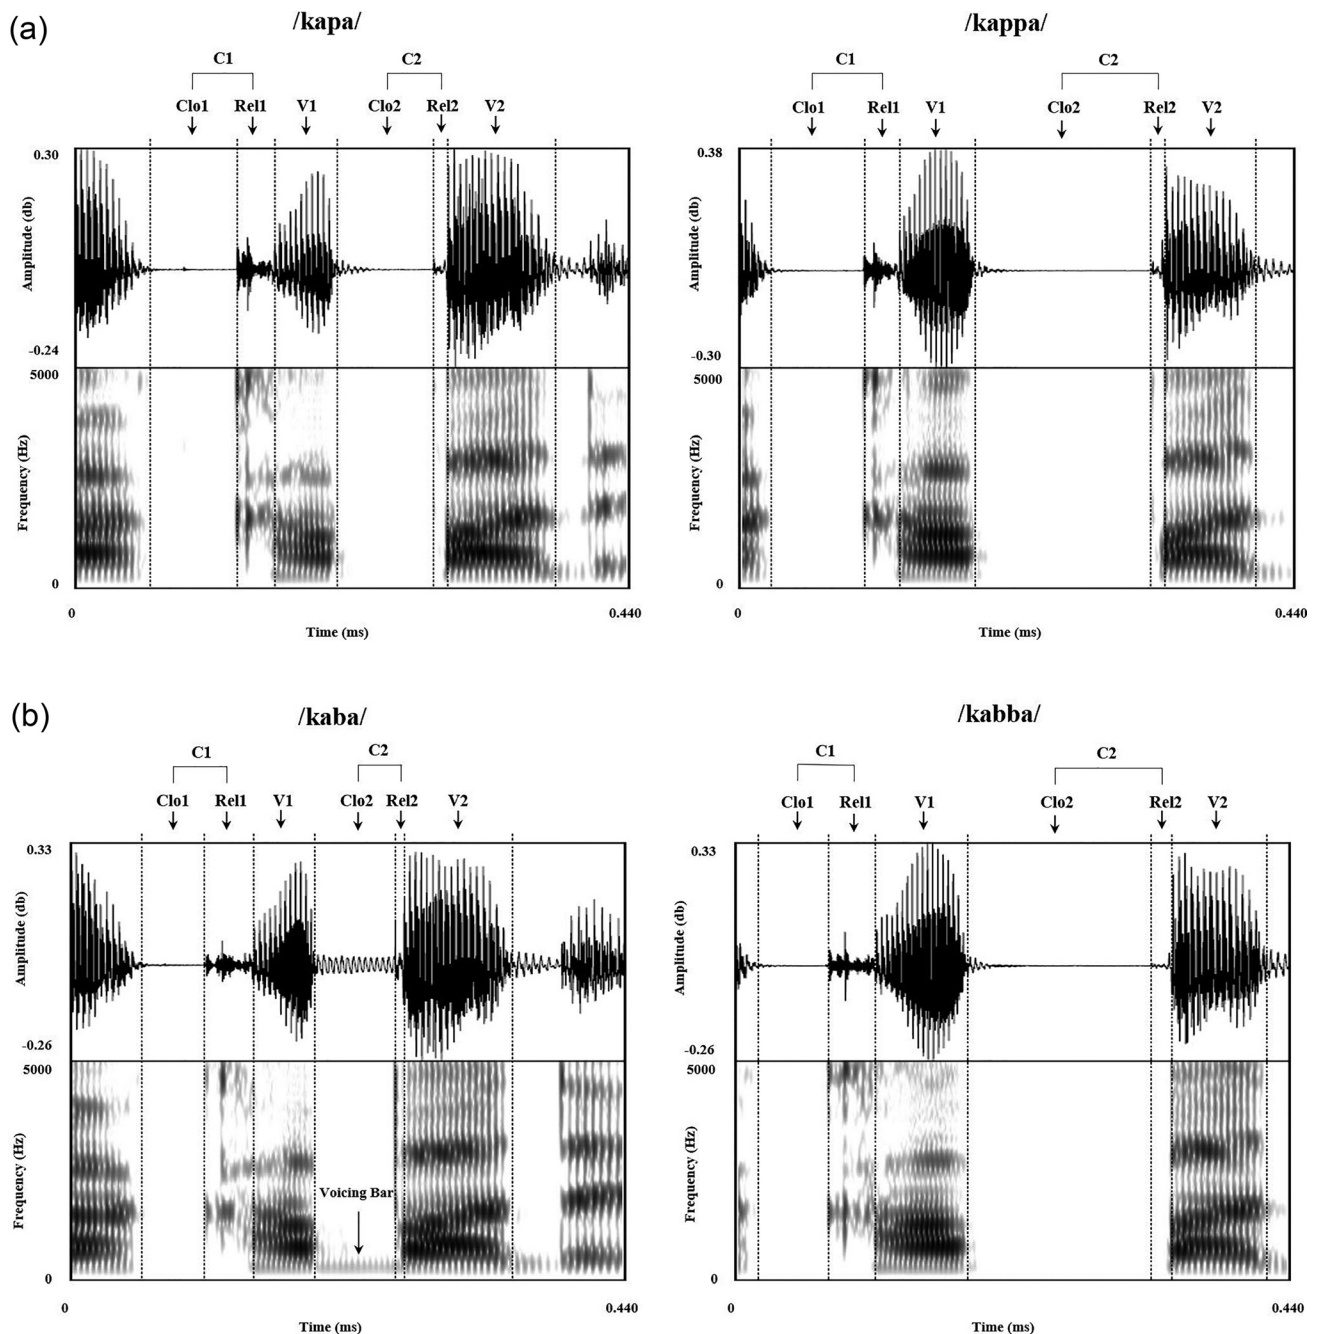 (a)
/kapa/
C1
C2
Clo1 Rel1 V1 Clo2 Rel2 V2
0.30
Amplitude (db)
-0.24
5000
Frequency (Hz)
0
0
0.440
Time (ms)
/kappa/
C1
C2
Clo1 Rel1 V1 Clo2 Rel2 V2
0.38
Amplitude (db)
-0.30
5000
Frequency (Hz)
0
0
0.440
Time (ms)
(b)
/kaba/
C1
C2
Clo1 Rel1 V1 Clo2 Rel2 V2
0.33
Amplitude (db)
-0.26
5000
Frequency (Hz)
Voicing Bar
0
0
0.440
Time (ms)
/kabba/
C1
C2
Clo1 Rel1 V1 Clo2 Rel2 V2
0.33
Amplitude (db)
-0.26
5000
Frequency (Hz)
0
0
0.440
Time (ms)